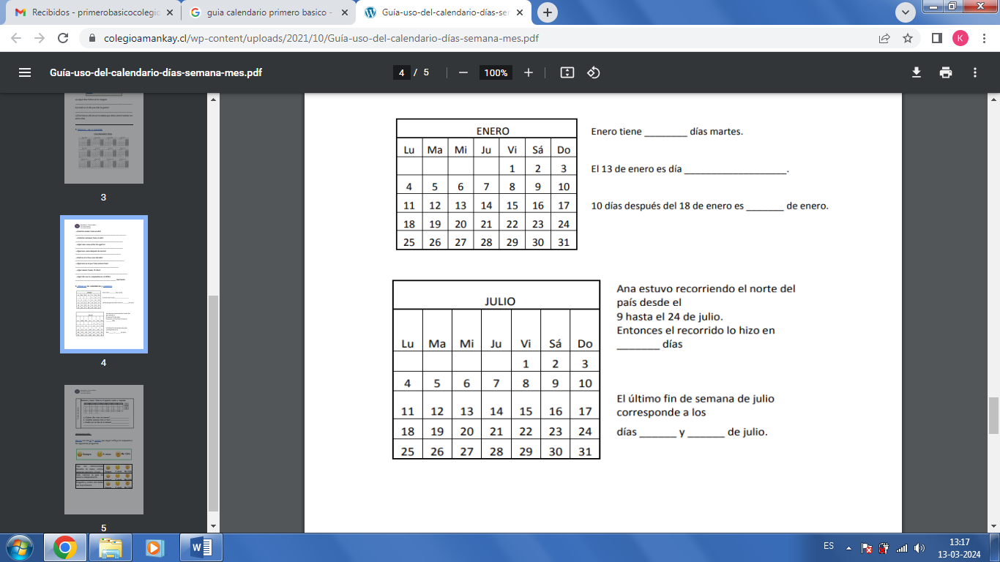 Recibidos - primerobasicocolegic
guia calendario primero basico -
Guía-uso-del-calendario-días-ser
colegioamankay.cl/wp-content/uploads/2021/10/Guía-uso-del-calendario-días-semana-mes.pdf
K
Guía-uso-del-calendario-días-semana-mes.pdf
4 / 5
100%
3
4
5
ENERO
Lu Ma Mi Ju Vi Sá Do
1 2 3
4 5 6 7 8 9 10
11 12 13 14 15 16 17
18 19 20 21 22 23 24
25 26 27 28 29 30 31
Enero tiene ________ días martes.
El 13 de enero es día ___________________.
10 días después del 18 de enero es _______ de enero.
JULIO
Lu Ma Mi Ju Vi Sá Do
1 2 3
4 5 6 7 8 9 10
11 12 13 14 15 16 17
18 19 20 21 22 23 24
25 26 27 28 29 30 31
Ana estuvo recorriendo el norte del
país desde el
9 hasta el 24 de julio.
Entonces el recorrido lo hizo en
_______ días
El último fin de semana de julio
corresponde a los
días ______ y ______ de julio.
ES
13:17
13-03-2024